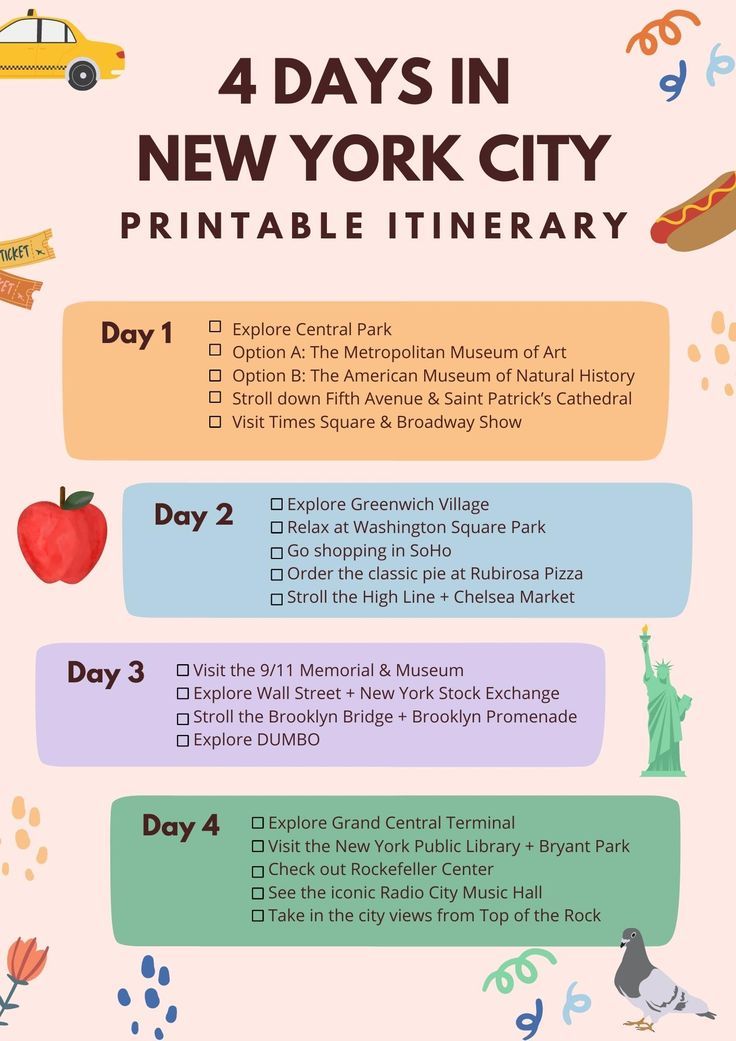 4 DAYS IN
NEW YORK CITY
PRINTABLE ITINERARY
TICKET
KET
Day 1
Explore Central Park
Option A: The Metropolitan Museum of Art
Option B: The American Museum of Natural History
Stroll down Fifth Avenue & Saint Patrick’s Cathedral
Visit Times Square & Broadway Show
Day 2
Explore Greenwich Village
Relax at Washington Square Park
Go shopping in SoHo
Order the classic pie at Rubirosa Pizza
Stroll the High Line + Chelsea Market
Day 3
Visit the 9/11 Memorial & Museum
Explore Wall Street + New York Stock Exchange
Stroll the Brooklyn Bridge + Brooklyn Promenade
Explore DUMBO
Day 4
Explore Grand Central Terminal
Visit the New York Public Library + Bryant Park
Check out Rockefeller Center
See the iconic Radio City Music Hall
Take in the city views from Top of the Rock